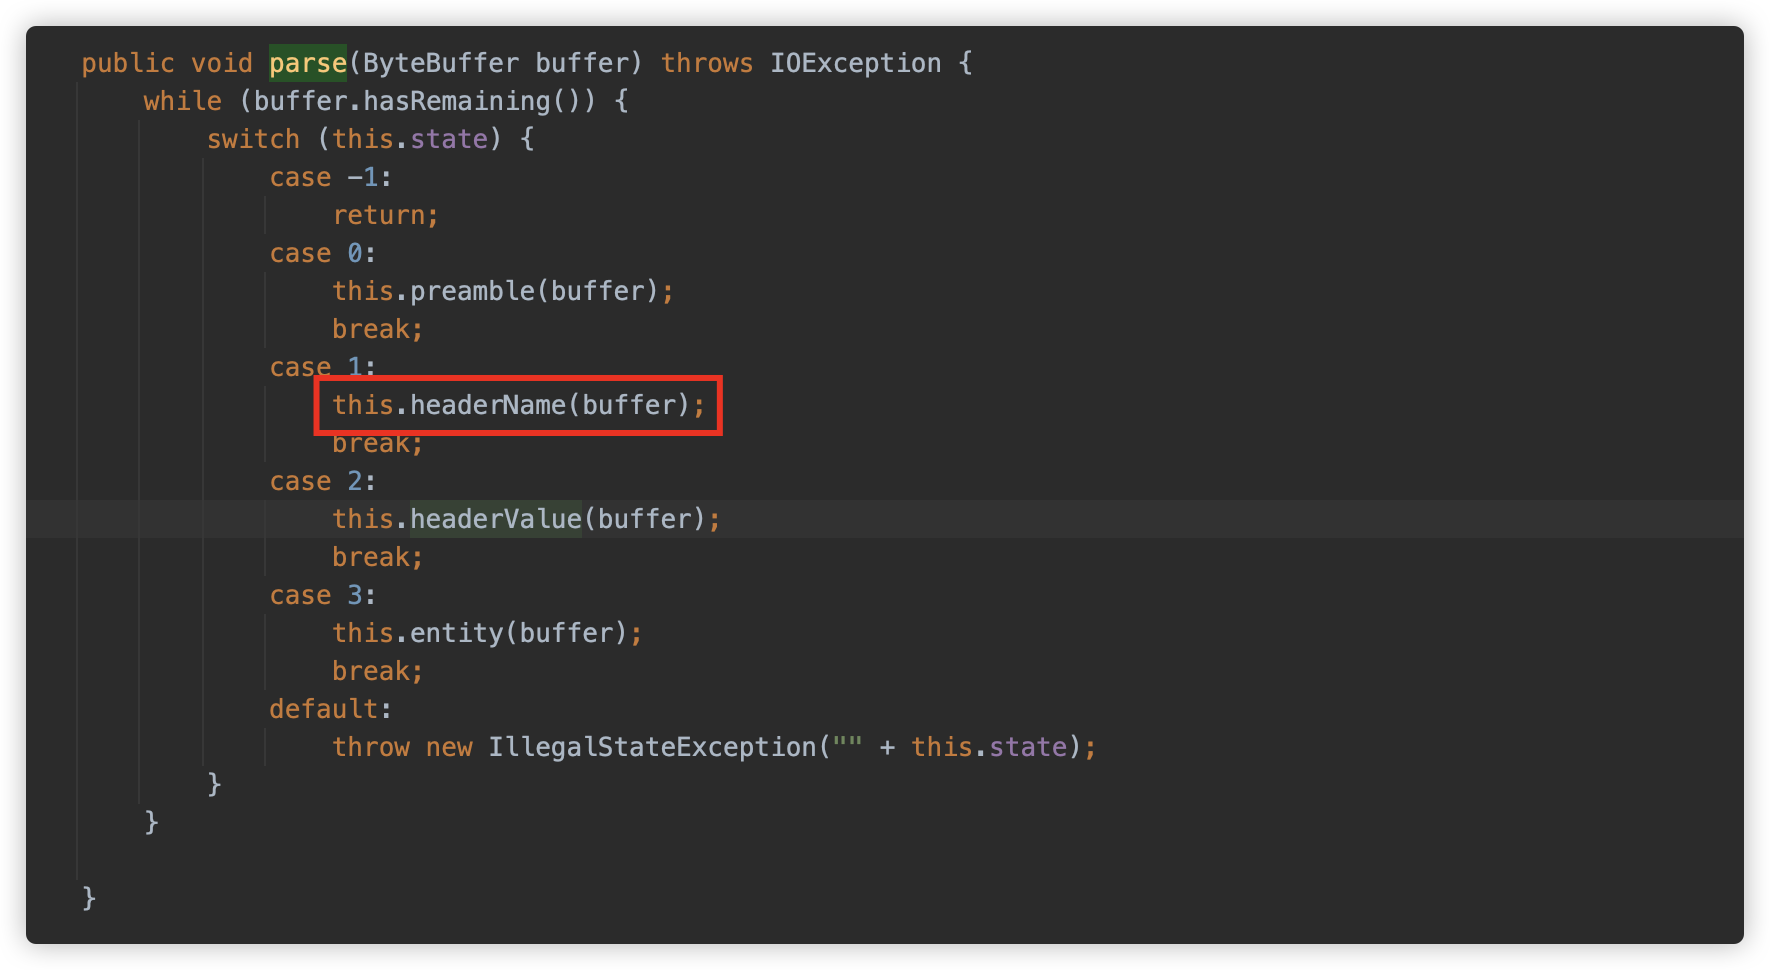 public void parse(ByteBuffer buffer) throws IOException {
while (buffer.hasRemaining()) {
switch (this.state) {
case -1:
return;
case 0:
this.preamble(buffer);
break;
case 1:
this.headerName(buffer);
break;
case 2:
this.headerValue(buffer);
break;
case 3:
this.entity(buffer);
break;
default:
throw new IllegalStateException("" + this.state);
}
}
}